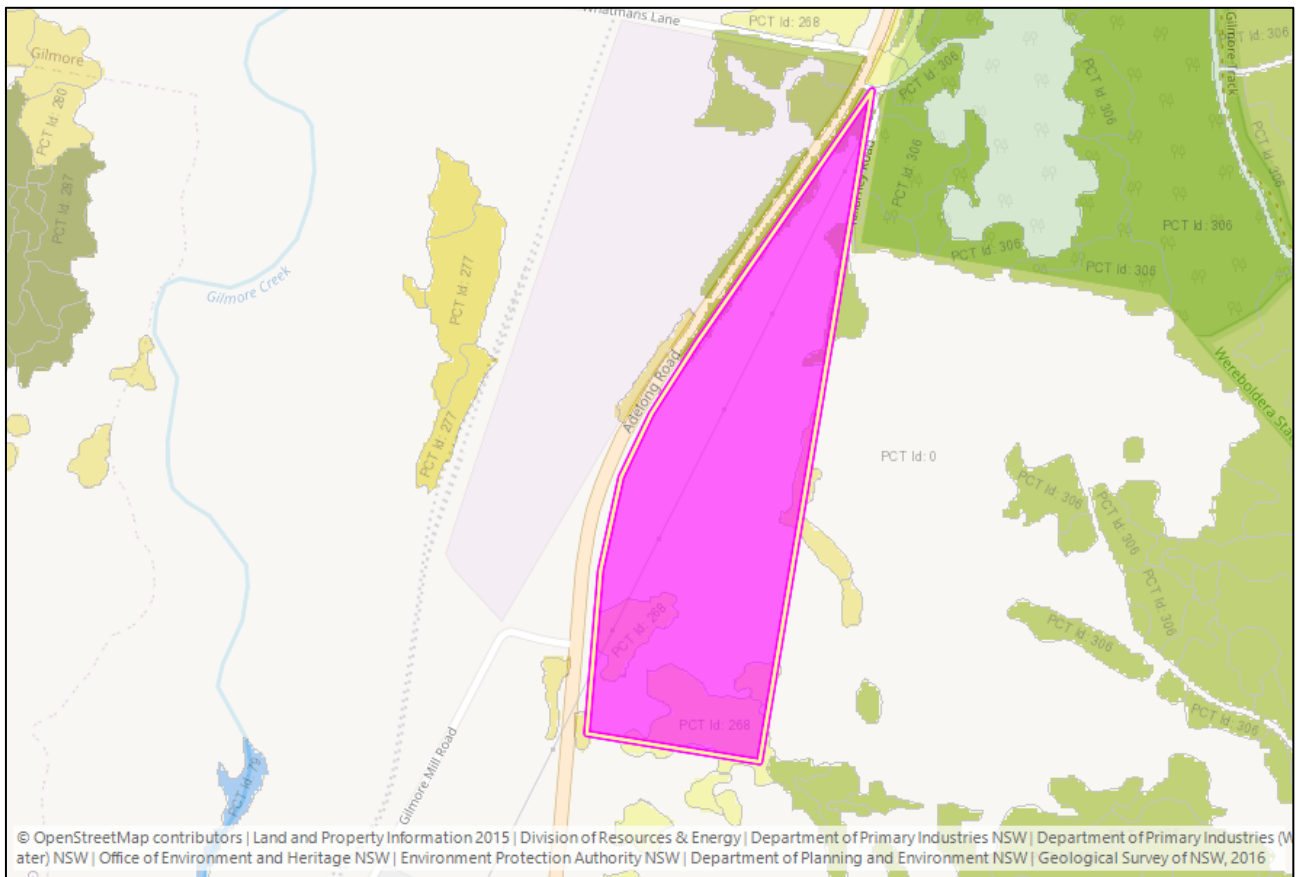 Whatmans Lane
PCT Id: 268
Gilmore
PCT Id: 280
PCT Id: 306
Gilmore Track
PCT Id: 306
PCT Id: 306
PCT Id: 306
PCT Id: 287
PCT Id: 306
Killarney Road
PCT Id: 306
PCT Id: 306
PCT Id: 306
Gilmore Creek
PCT Id: 277
Wereboldera Sta
Adelong Road
PCT Id: 277
PCT Id: 0
PCT Id: 306
PCT Id: 306
PCT Id: 306
PCT Id: 268
PCT Id: 306
PCT Id: 268
PCT Id: 306
Gilmore Mill Road
PCT Id: 79
© OpenStreetMap contributors | Land and Property Information 2015 | Division of Resources & Energy | Department of Primary Industries NSW | Department of Primary Industries (W
ater) NSW | Office of Environment and Heritage NSW | Environment Protection Authority NSW | Department of Planning and Environment NSW | Geological Survey of NSW, 2016